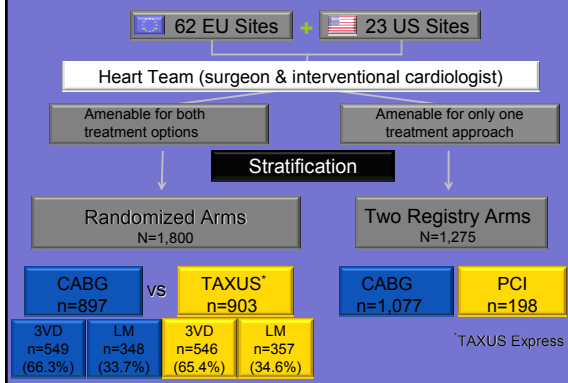 62 EU Sites + 23 US Sites
Heart Team (surgeon & interventional cardiologist)
Amenable for both
treatment options
Amenable for only one
treatment approach
Stratification
Randomized Arms
N=1,800
Two Registry Arms
N=1,275
CABG
n=897
vs
TAXUS*
n=903
CABG
n=1,077
PCI
n=198
3VD
n=549
(66.3%)
LM
n=348
(33.7%)
3VD
n=546
(65.4%)
LM
n=357
(34.6%)
*TAXUS Express